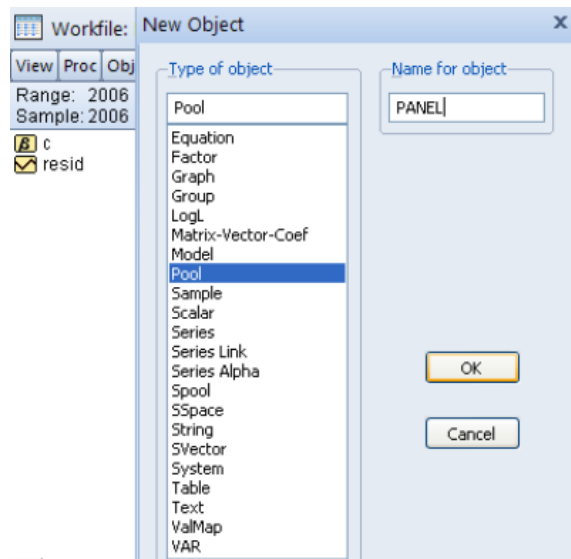 Workfile:
View Proc Obj
Range: 2006
Sample: 2006
c
resid
New Object
x
Type of object
Pool
Equation
Factor
Graph
Group
LogL
Matrix-Vector-Coef
Model
Pool
Sample
Scalar
Series
Series Link
Series Alpha
Spool
SSpace
String
SVector
System
Table
Text
ValMap
VAR
Name for object
PANEL
OK
Cancel